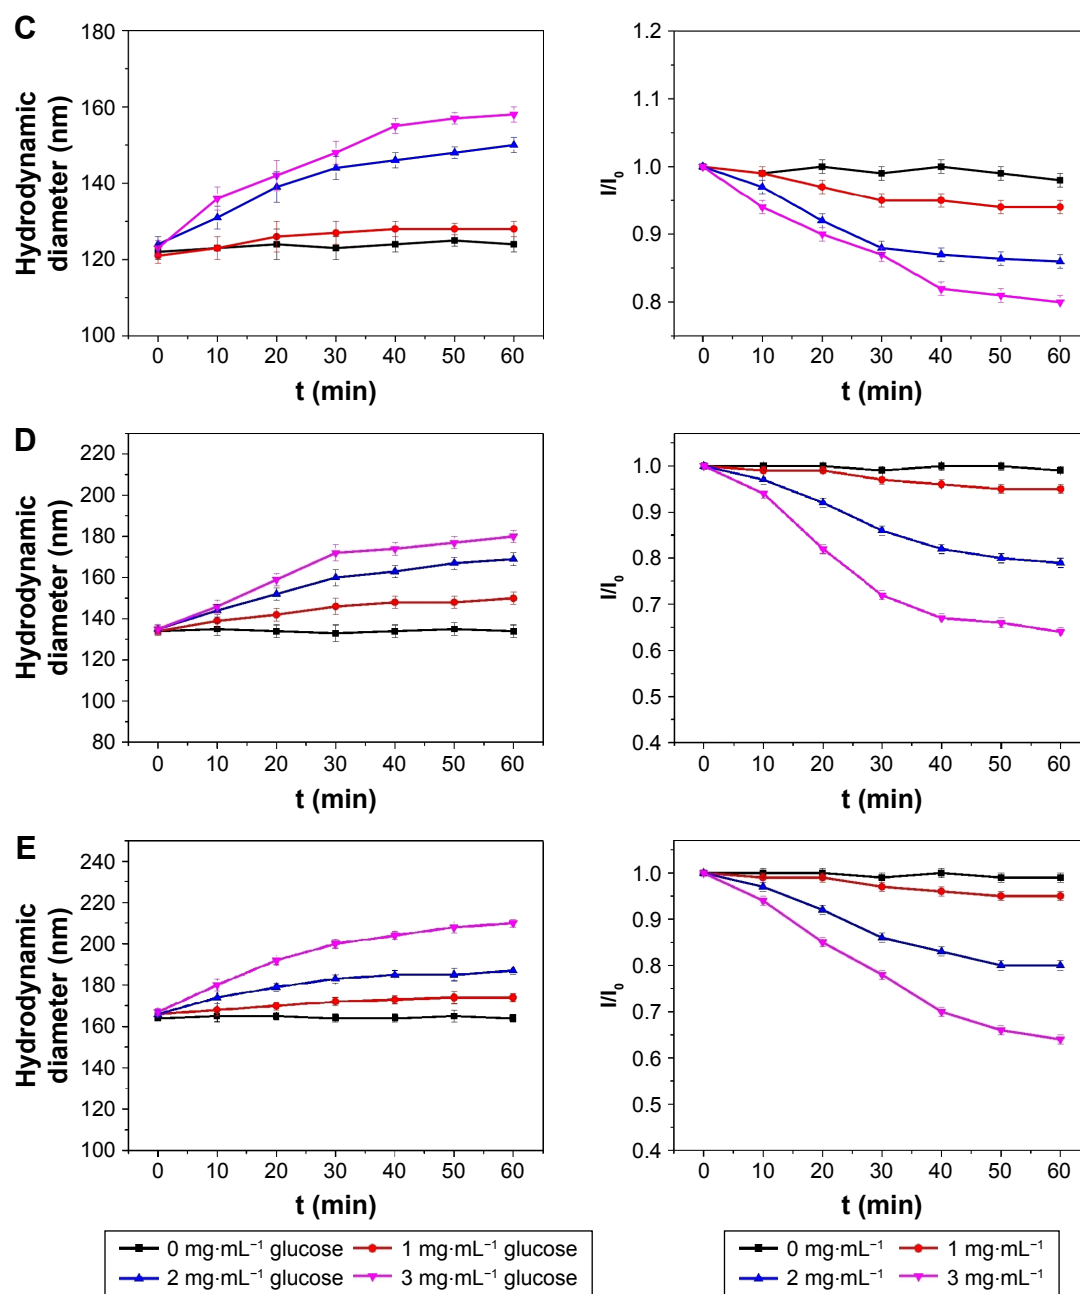 C
Hydrodynamic
diameter (nm)
180
160
140
120
100
0 10 20 30 40 50 60
t (min)
I/I₀
1.2
1.1
1.0
0.9
0.8
0 10 20 30 40 50 60
t (min)
D
Hydrodynamic
diameter (nm)
220
200
180
160
140
130
100
80
0 10 20 30 40 50 60
t (min)
I/I₀
1.0
0.9
0.8
0.7
0.6
0.5
0.4
0 10 20 30 40 50 60
t (min)
E
Hydrodynamic
diameter (nm)
240
220
200
180
160
140
120
100
0 10 20 30 40 50 60
t (min)
I/I₀
1.0
0.9
0.8
0.7
0.6
0.5
0.4
0 10 20 30 40 50 60
t (min)
0 mg·mL⁻¹ glucose 1 mg·mL⁻¹ glucose
2 mg·mL⁻¹ glucose 3 mg·mL⁻¹ glucose
0 mg·mL⁻¹ 1 mg·mL⁻¹
2 mg·mL⁻¹ 3 mg·mL⁻¹